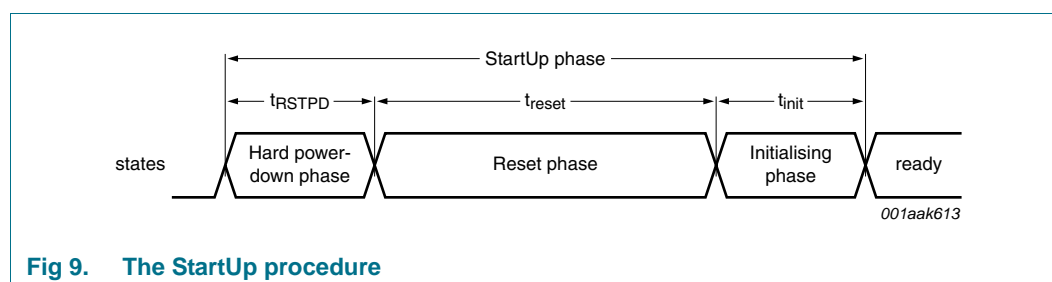 StartUp phase
tRSTPD
treset
tinit
states
Hard power-
down phase
Reset phase
Initialising
phase
ready
001aak613
Fig 9. The StartUp procedure